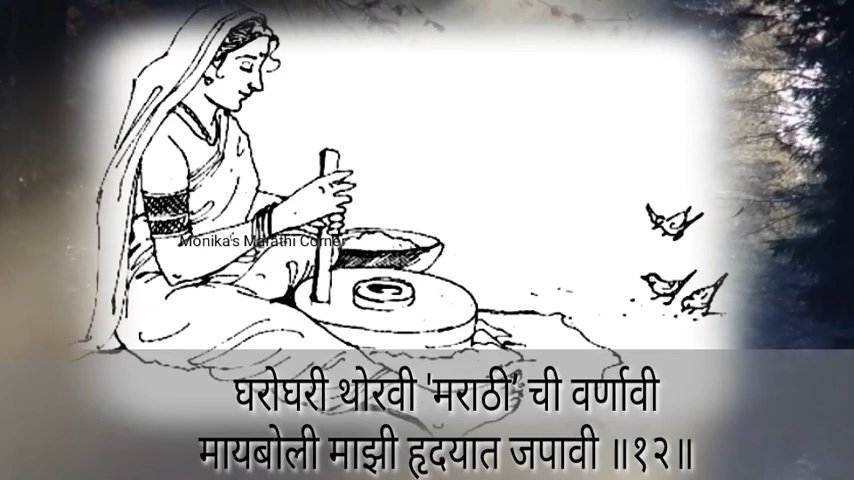 Monika's Marathi Corner
घरोघरी थोरवी 'मराठी' ची वर्णावी
मायबोली माझी हृदयात जपावी ॥१२॥